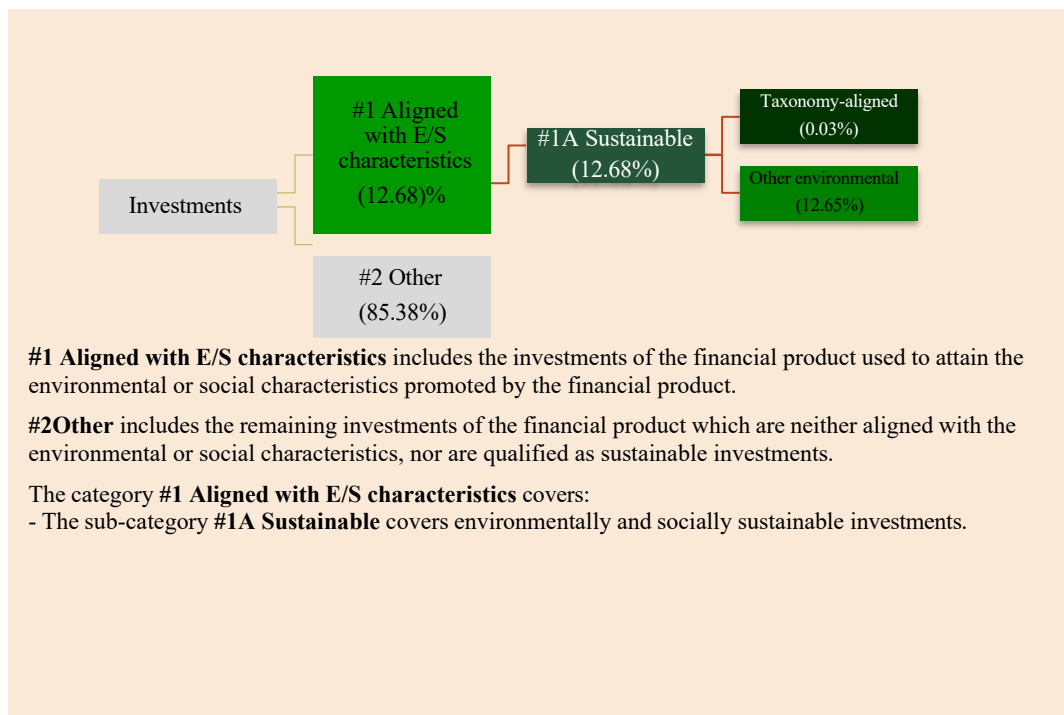 Investments
#1 Aligned
with E/S
characteristics
(12.68)%
#2 Other
(85.38%)
#1A Sustainable
(12.68%)
Taxonomy-aligned
(0.03%)
Other environmental
(12.65%)
#1 Aligned with E/S characteristics includes the investments of the financial product used to attain the
environmental or social characteristics promoted by the financial product.
#2Other includes the remaining investments of the financial product which are neither aligned with the
environmental or social characteristics, nor are qualified as sustainable investments.
The category #1 Aligned with E/S characteristics covers:
- The sub-category #1A Sustainable covers environmentally and socially sustainable investments.